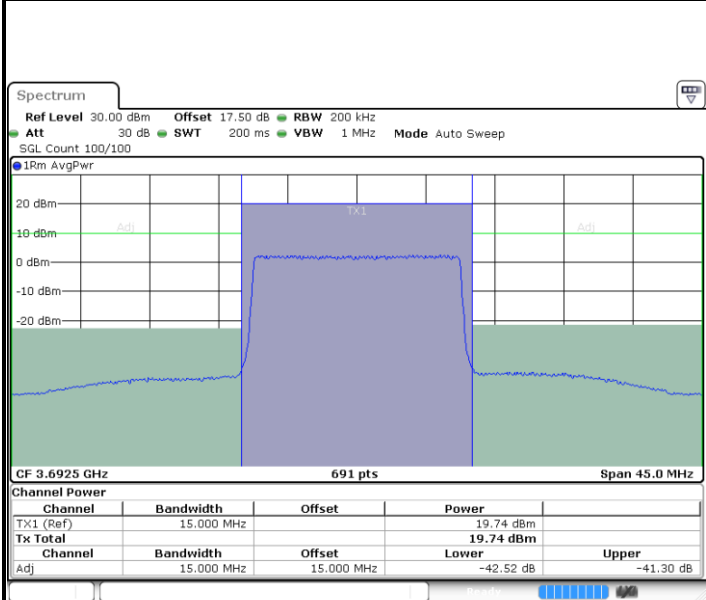 Spectrum
Ref Level 30.00 dBm Offset 17.50 dB RBW 200 kHz
Att 30 dB SWT 200 ms VBW 1 MHz Mode Auto Sweep
SGL Count 100/100
1Rm AvgPwr
20 dBm
TX1
Adj
Adj
10 dBm
0 dBm
-10 dBm
-20 dBm
CF 3.6925 GHz 691 pts Span 45.0 MHz
Channel Power
Channel Bandwidth Offset Power
TX1 (Ref) 15.000 MHz 19.74 dBm
Tx Total 19.74 dBm
Channel Bandwidth Offset Lower Upper
Adj 15.000 MHz 15.000 MHz -42.52 dB -41.30 dB
Ready